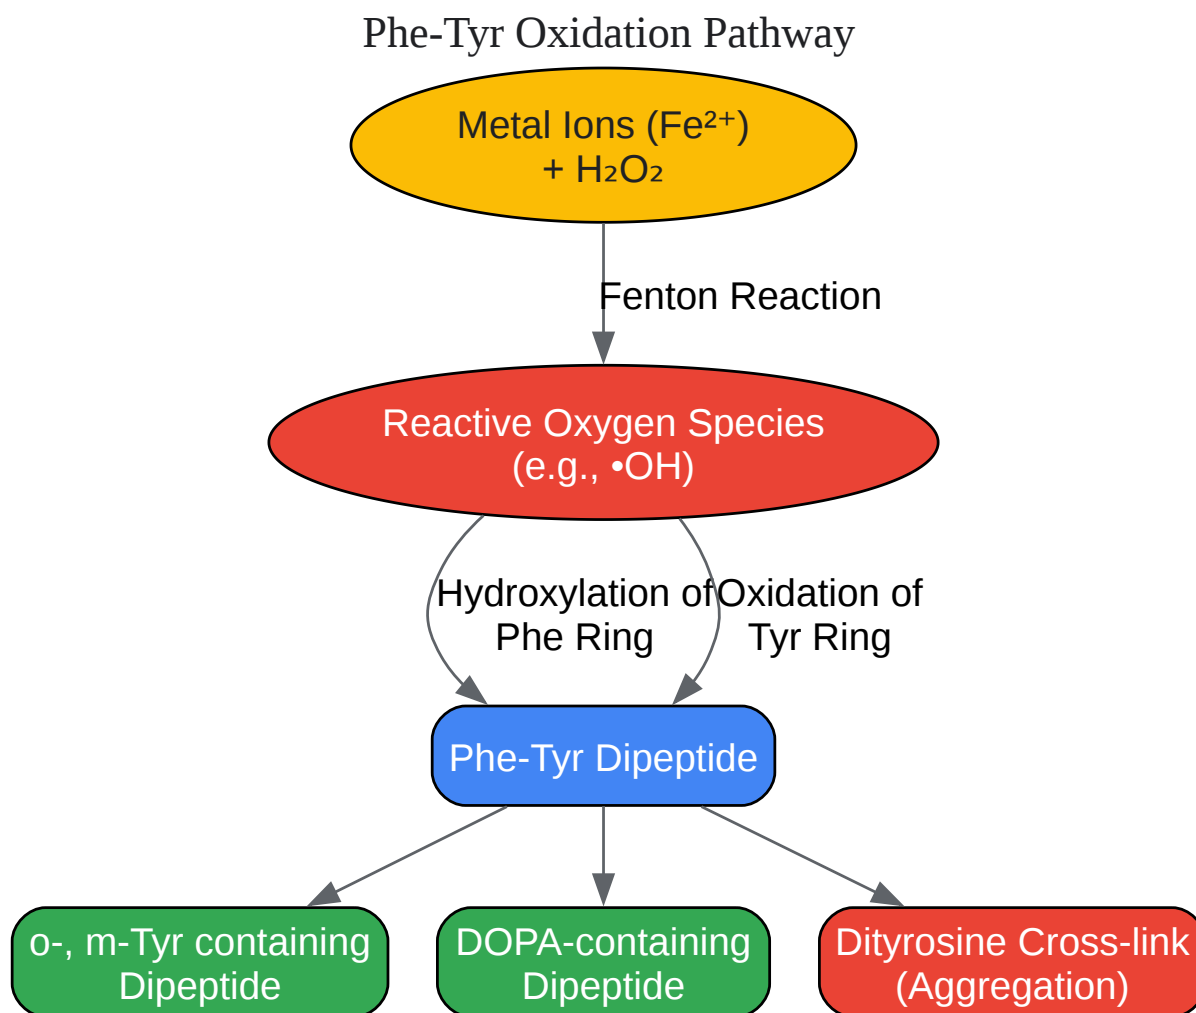 Phe-Tyr Oxidation Pathway
Metal Ions (Fe²⁺)
+ H₂O₂
Fenton Reaction
Reactive Oxygen Species
(e.g., •OH)
Hydroxylation of
Phe Ring
Oxidation of
Tyr Ring
Phe-Tyr Dipeptide
o-, m-Tyr containing
Dipeptide
DOPA-containing
Dipeptide
Dityrosine Cross-link
(Aggregation)